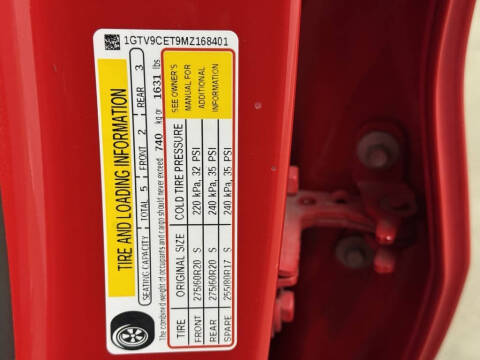 1GTV9CET9MZ168401
TIRE AND LOADING INFORMATION
SEATING CAPACITY TOTAL 5 FRONT 2 REAR 3
The combined weight of occupants and cargo should never exceed 740 kg or 1631 lbs
TIRE ORIGINAL SIZE COLD TIRE PRESSURE
FRONT 275/60R20 S 220 kPa, 32 PSI
REAR 275/60R20 S 240 kPa, 35 PSI
SPARE 255/80R17 S 240 kPa, 35 PSI
SEE OWNER'S
MANUAL FOR
ADDITIONAL
INFORMATION